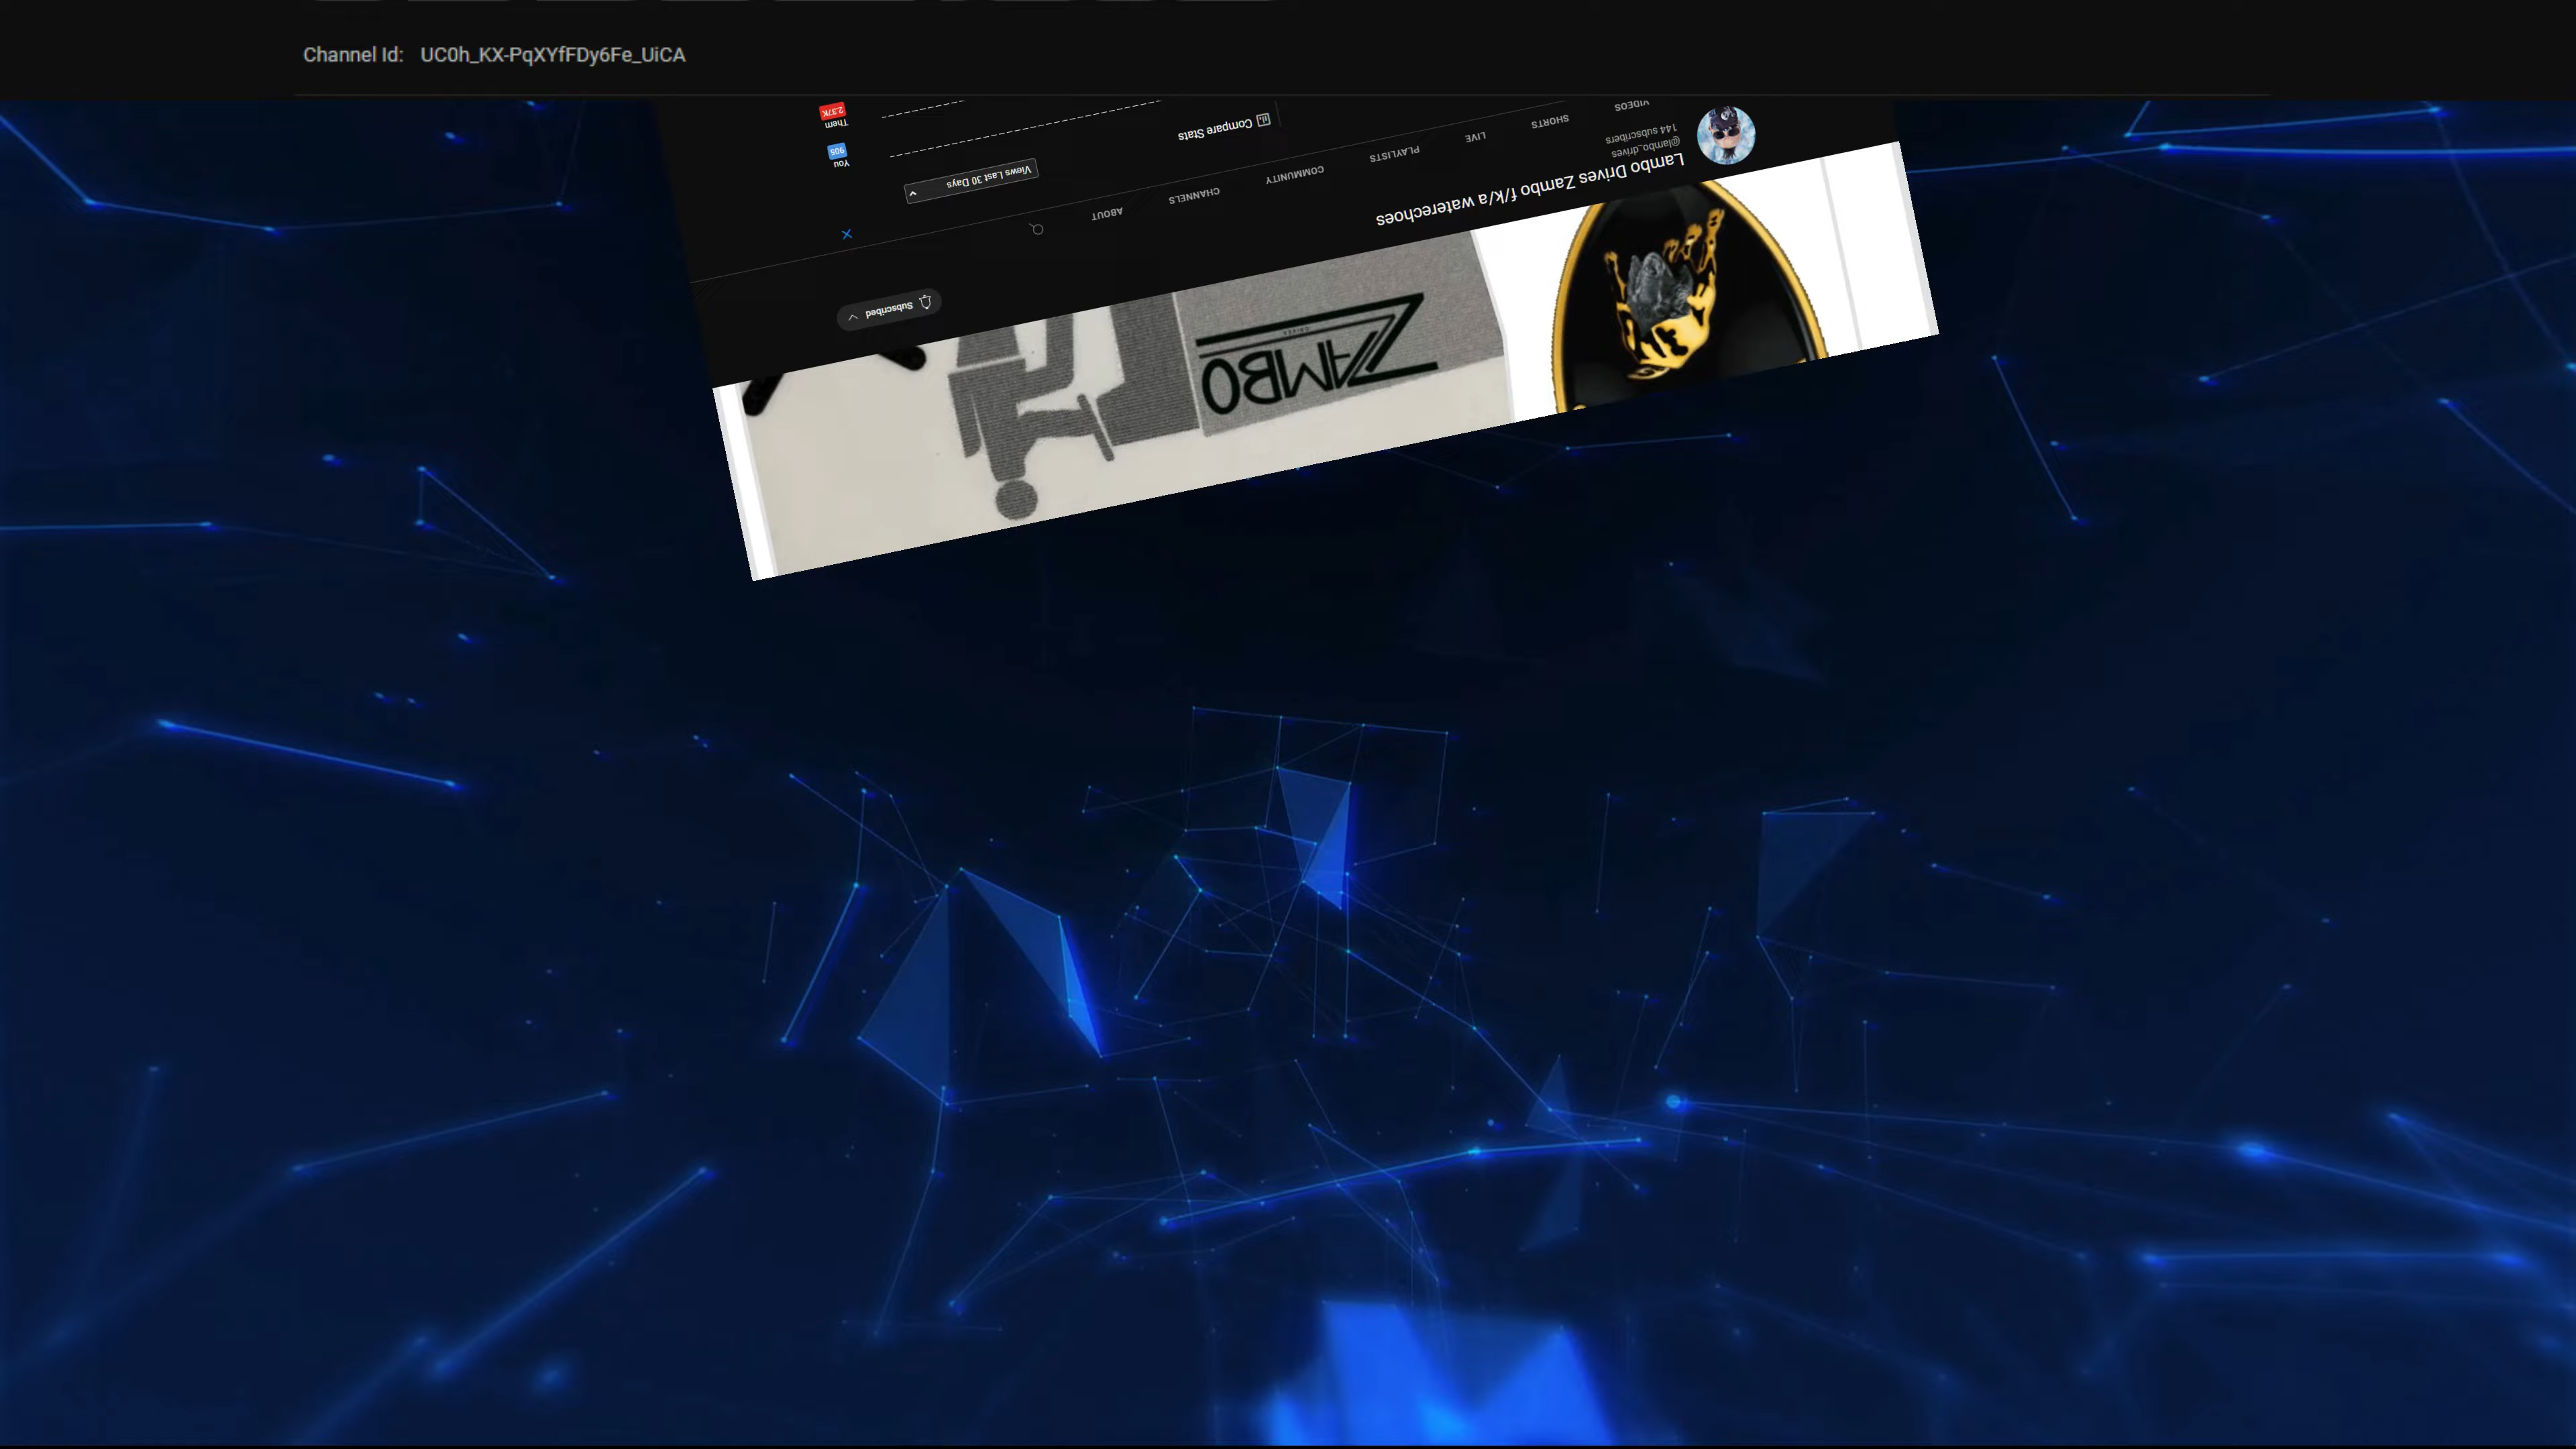 Channel Id: UC0h_KX-PqXYfFDy6Fe_UiCA
ZAMBO
Subscribed
Lambo Drives Zambo f/k/a waterechoes
@lambo_drives
144 subscribers
VIDEOS
SHORTS
LIVE
PLAYLISTS
COMMUNITY
CHANNELS
ABOUT
Compare Stats
Views Last 30 Days
You
905
Them
2.37K